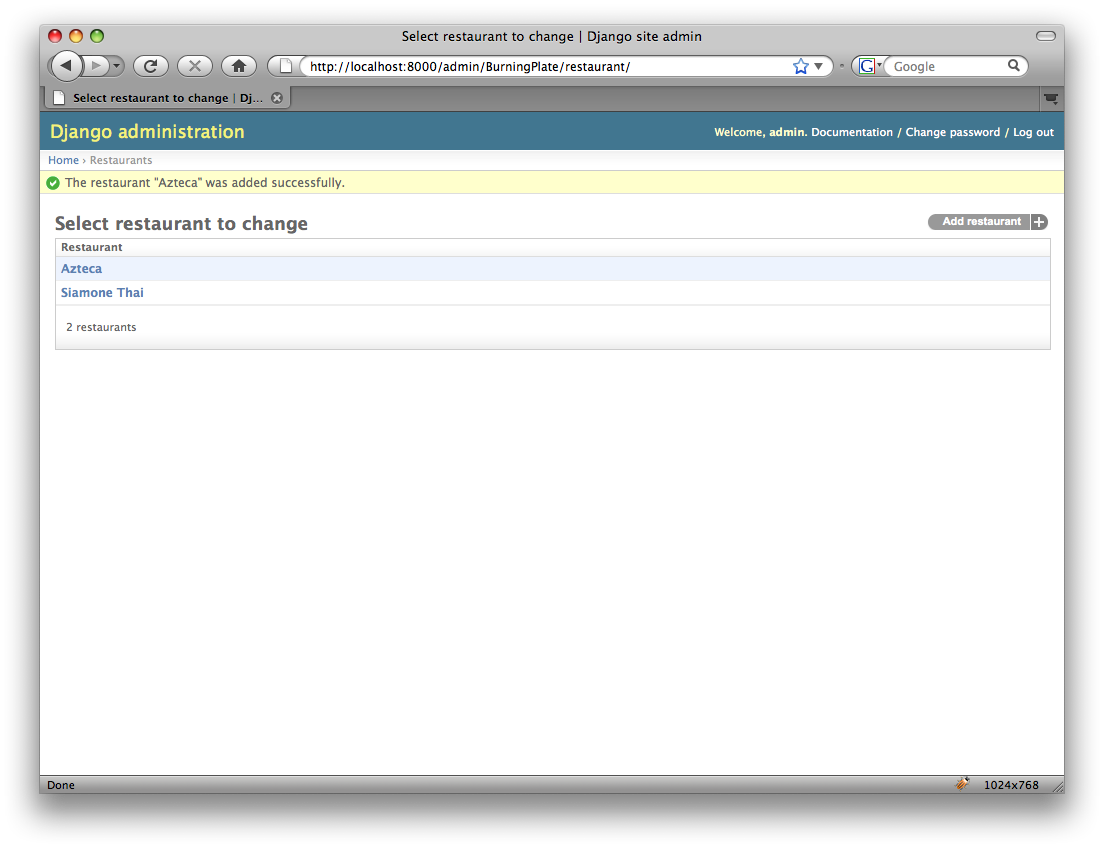 Select restaurant to change | Django site admin
http://localhost:8000/admin/BurningPlate/restaurant/
G Google
Select restaurant to change | Dj...
Django administration
Welcome, admin. Documentation / Change password / Log out
Home › Restaurants
The restaurant "Azteca" was added successfully.
Select restaurant to change
Add restaurant +
Restaurant
Azteca
Siamone Thai
2 restaurants
Done
1024x768